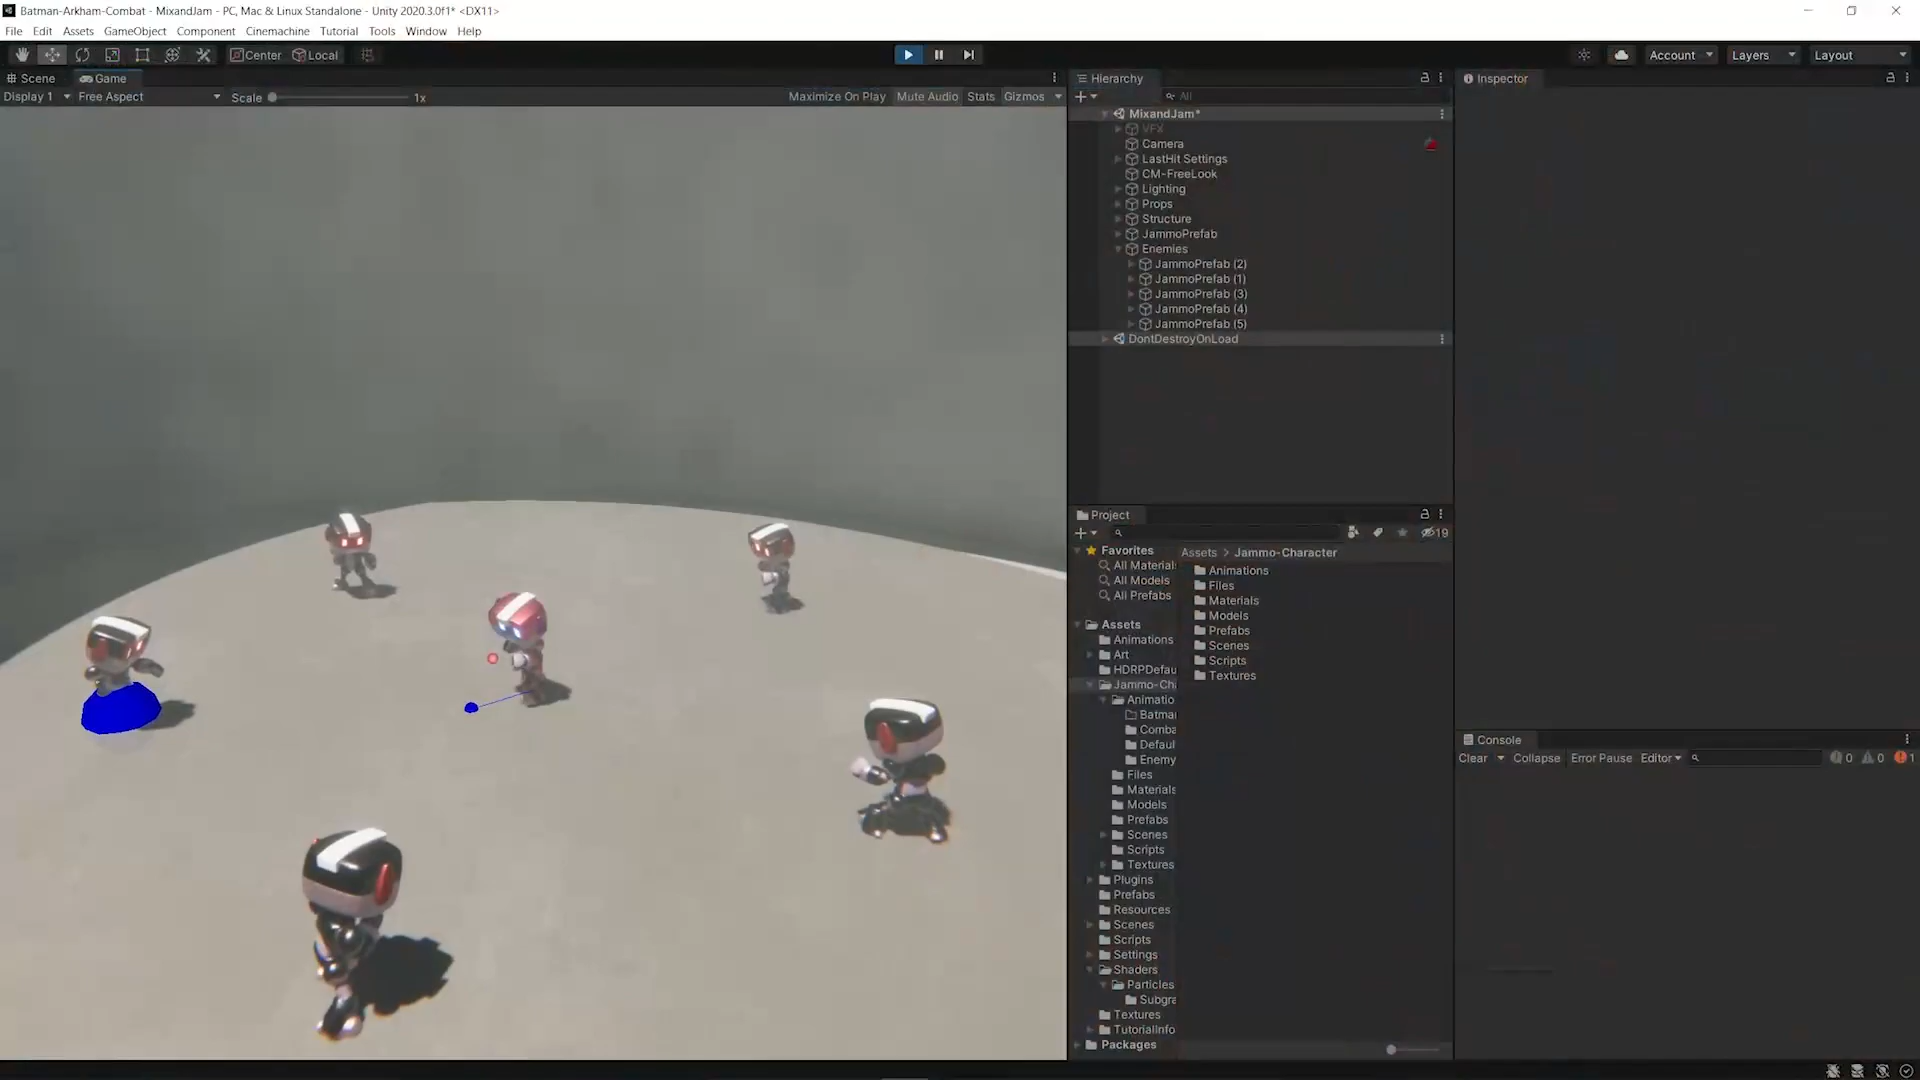 Batman-Arkham-Combat - MixandJam - PC, Mac & Linux Standalone - Unity 2020.3.0f1* <DX11>
File Edit Assets GameObject Component Cinemachine Tutorial Tools Window Help
Center Local Account Layers Layout
Scene Game
Display 1 Free Aspect Scale 1x Maximize On Play Mute Audio Stats Gizmos
Hierarchy
All
MixandJam*
VFX
Camera
LastHit Settings
CM-FreeLook
Lighting
Props
Structure
JammoPrefab
Enemies
JammoPrefab (2)
JammoPrefab (1)
JammoPrefab (3)
JammoPrefab (4)
JammoPrefab (5)
DontDestroyOnLoad
Project
19
Favorites
All Material
All Models
All Prefabs
Assets
Animations
Art
HDRPDefau
Jammo-Cha
Animatio
Batma
Comba
Defaul
Enemy
Files
Materials
Models
Prefabs
Scenes
Scripts
Textures
Plugins
Prefabs
Resources
Scenes
Scripts
Settings
Shaders
Particles
Subgra
Textures
TutorialInfo
Packages
Assets > Jammo-Character
Animations
Files
Materials
Models
Prefabs
Scenes
Scripts
Textures
Inspector
Console
Clear Collapse Error Pause Editor 0 0 1